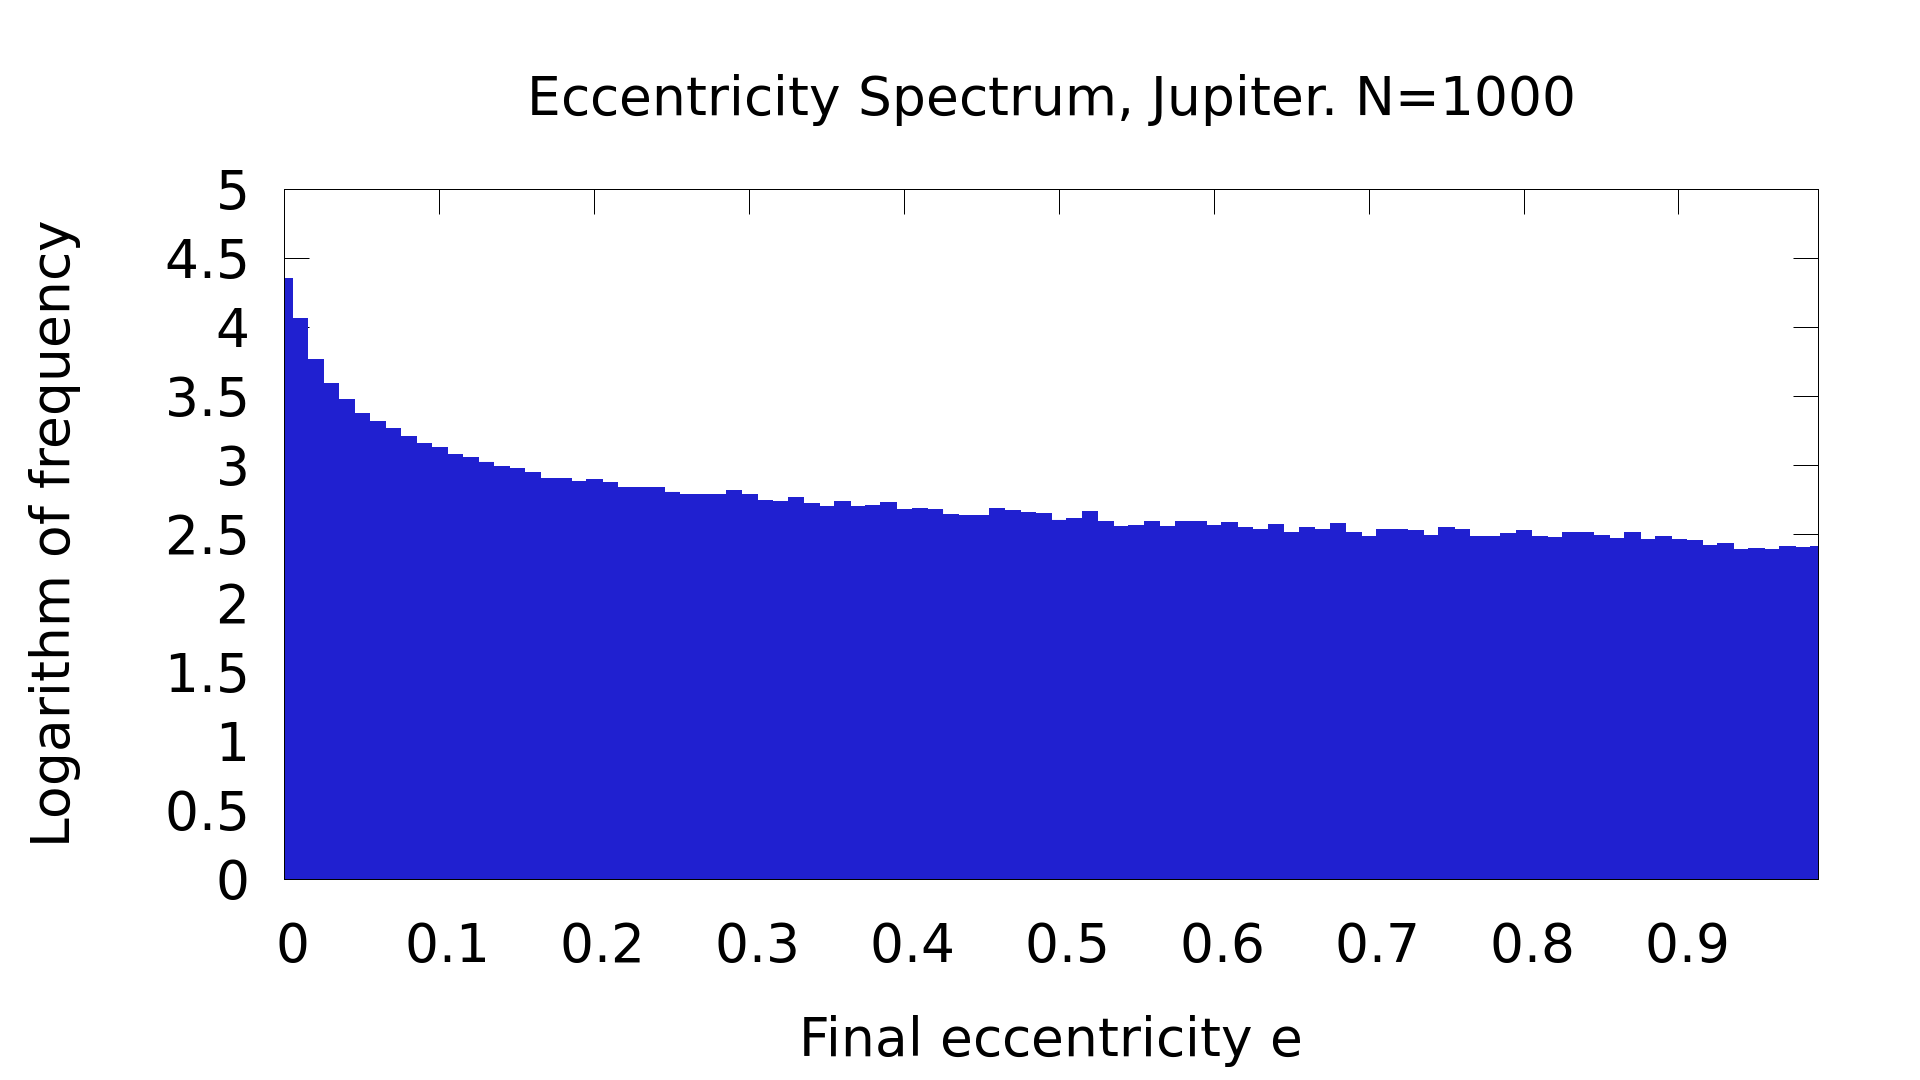 Eccentricity Spectrum, Jupiter. N=1000
Logarithm of frequency
5
4.5
4
3.5
3
2.5
2
1.5
1
0.5
0
0 0.1 0.2 0.3 0.4 0.5 0.6 0.7 0.8 0.9
Final eccentricity e